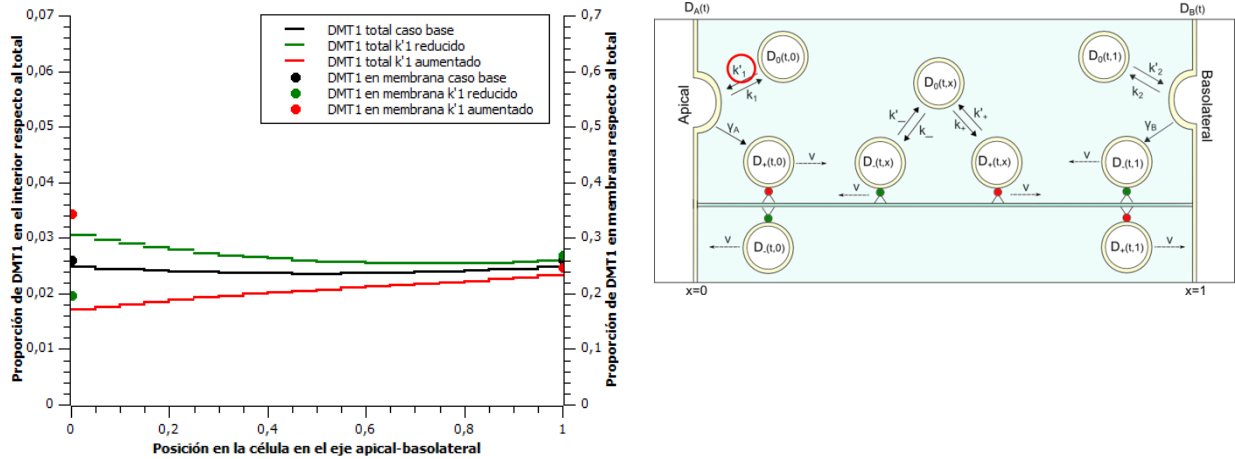 0,07
0,06
0,05
0,04
0,03
0,02
0,01
0
Proporción de DMT1 en el interior respecto al total
DMT1 total caso base
DMT1 total k'1 reducido
DMT1 total k'1 aumentado
DMT1 en membrana caso base
DMT1 en membrana k'1 reducido
DMT1 en membrana k'1 aumentado
0,7
0,6
0,5
0,4
0,3
0,2
0,1
0
Proporción de DMT1 en membrana respecto al total
0 0,2 0,4 0,6 0,8 1
Posición en la célula en el eje apical-basolateral
D_A(t) D_B(t)
Apical
Basolateral
D₀(t,0) D₀(t,1)
D₀(t,x)
k'₁ k'₂
k₁ k₂
k'_ k'₊
k_ k₊
γ_A γ_B
D₊(t,0) v D₋(t,x) D₊(t,x) v D₋(t,1)
v v
v D₋(t,0) D₊(t,1) v
x=0 x=1